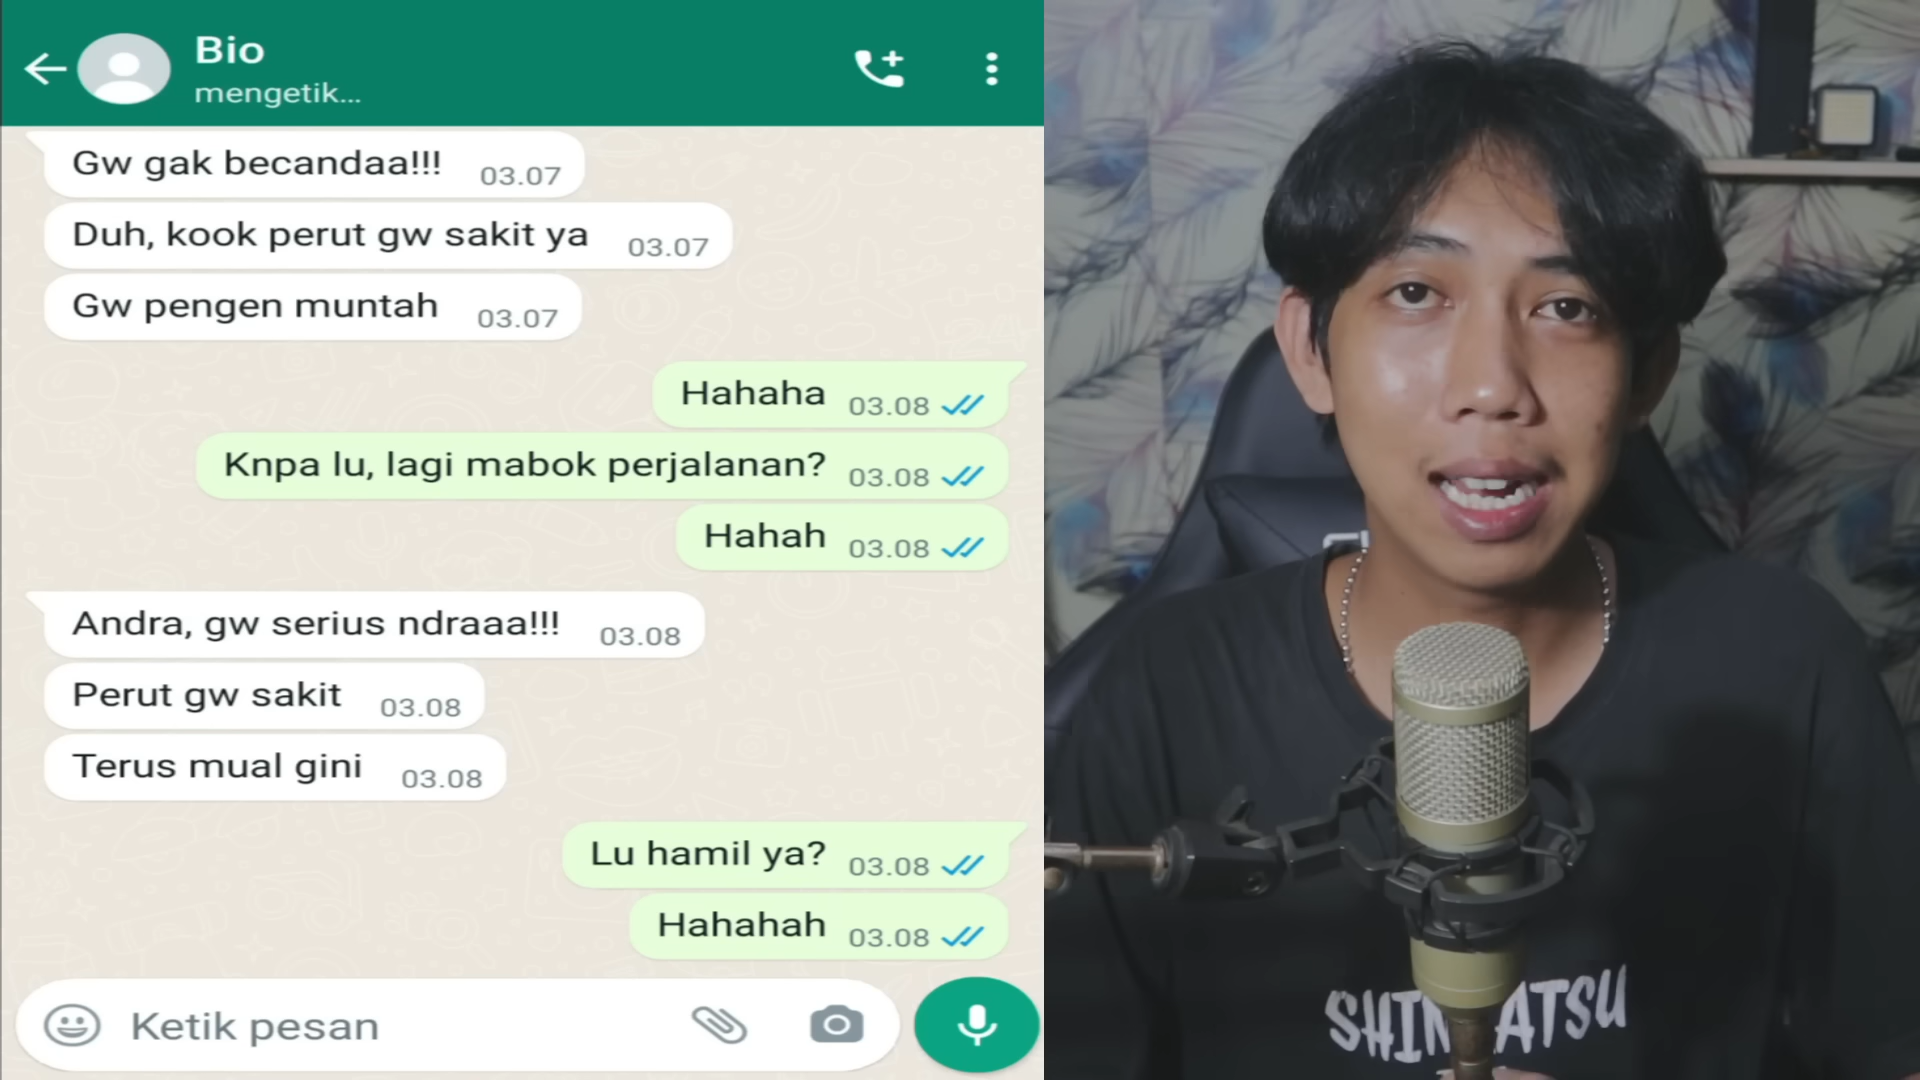 Bio
mengetik...
Gw gak becandaa!!! 03.07
Duh, kook perut gw sakit ya 03.07
Gw pengen muntah 03.07
Hahaha 03.08
Knpa lu, lagi mabok perjalanan? 03.08
Hahah 03.08
Andra, gw serius ndraaa!!! 03.08
Perut gw sakit 03.08
Terus mual gini 03.08
Lu hamil ya? 03.08
Hahahah 03.08
Ketik pesan